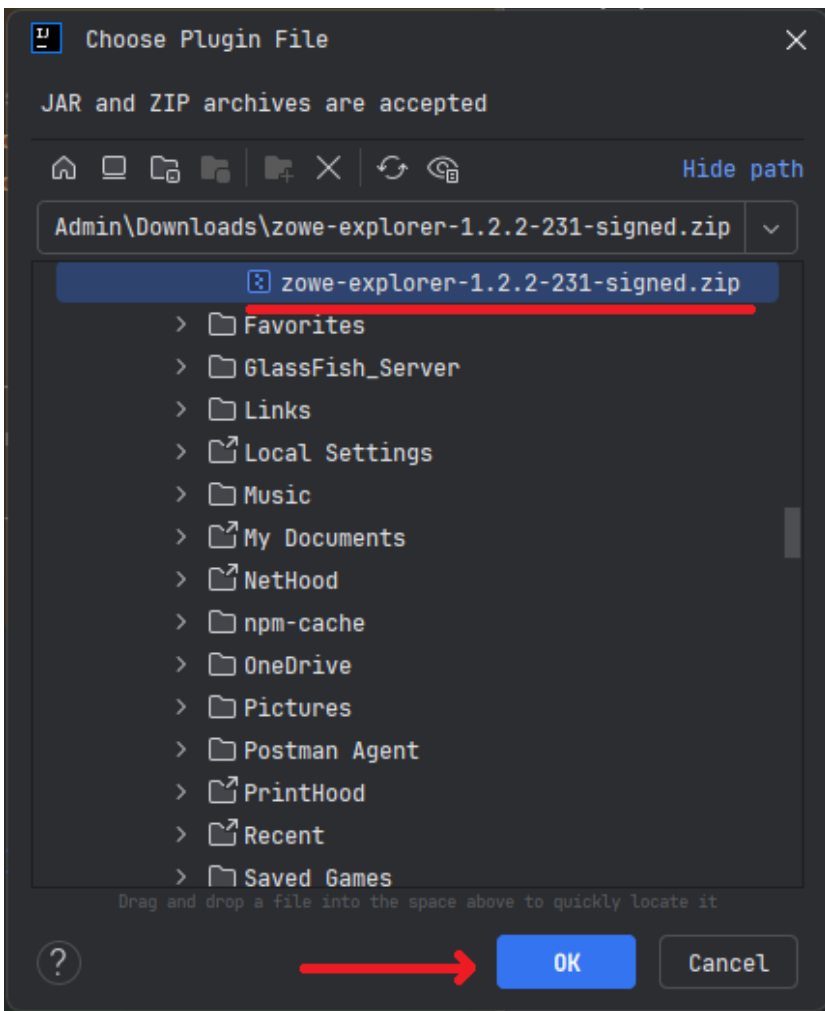 IJ
Choose Plugin File
JAR and ZIP archives are accepted
Hide path
Admin\Downloads\zowe-explorer-1.2.2-231-signed.zip
zowe-explorer-1.2.2-231-signed.zip
Favorites
GlassFish_Server
Links
Local Settings
Music
My Documents
NetHood
npm-cache
OneDrive
Pictures
Postman Agent
PrintHood
Recent
Saved Games
Drag and drop a file into the space above to quickly locate it
?
OK
Cancel